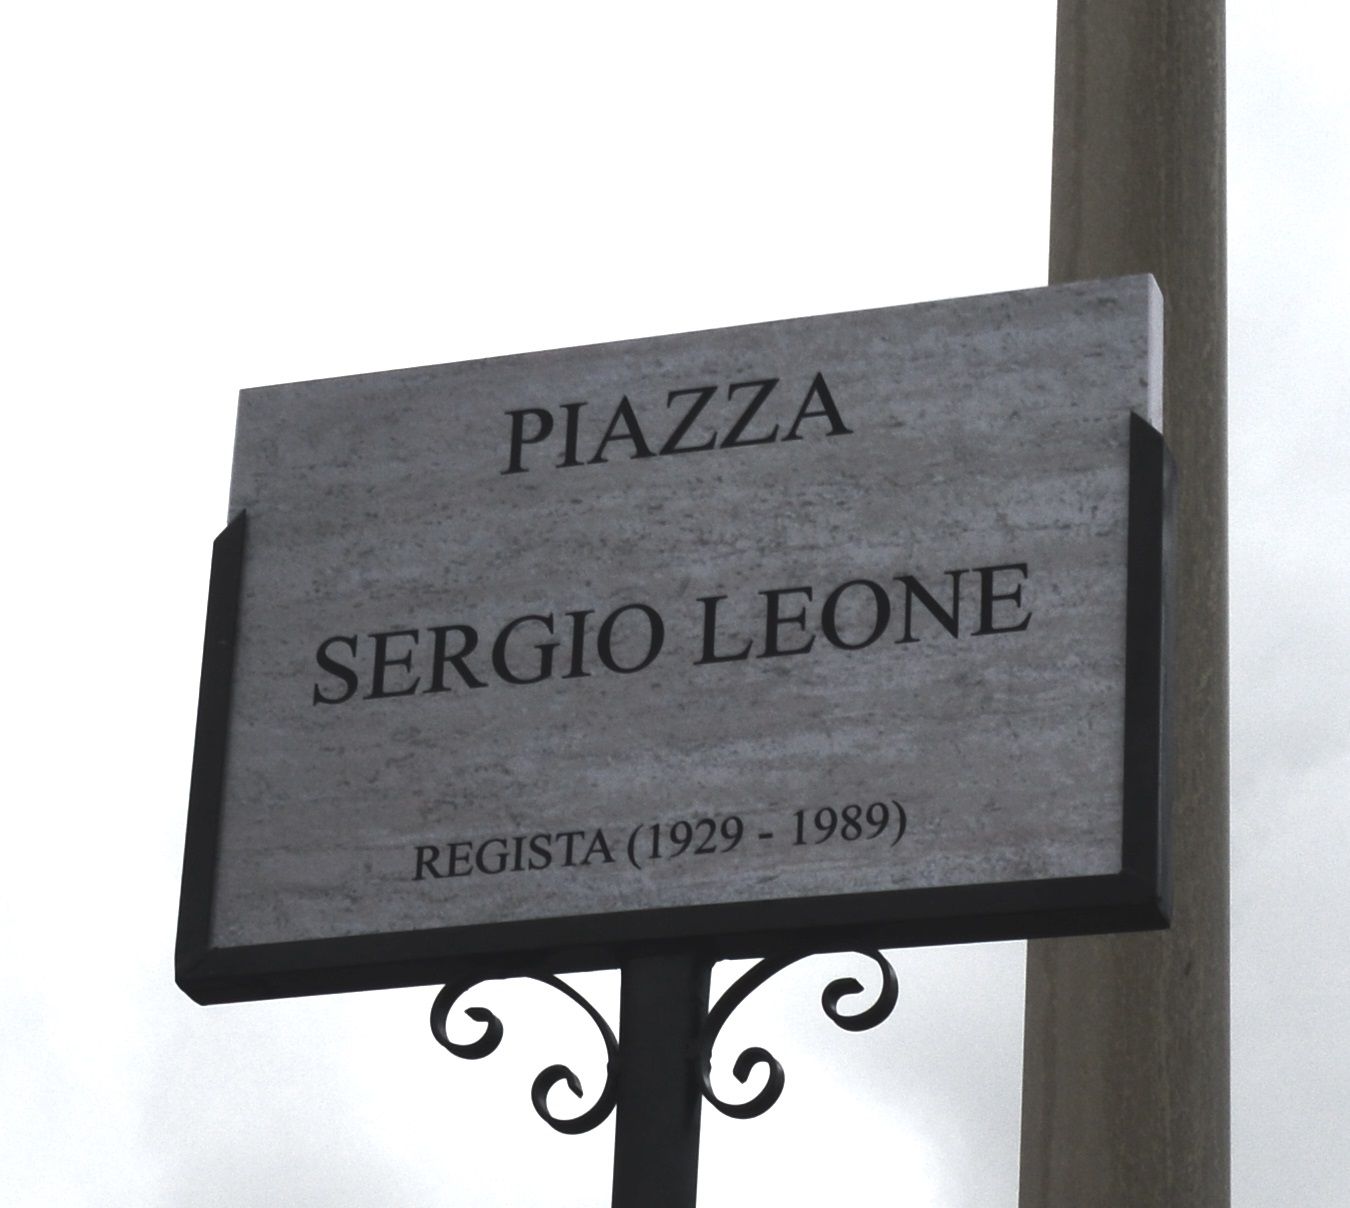 PIAZZA
SERGIO LEONE
REGISTA (1929 - 1989)